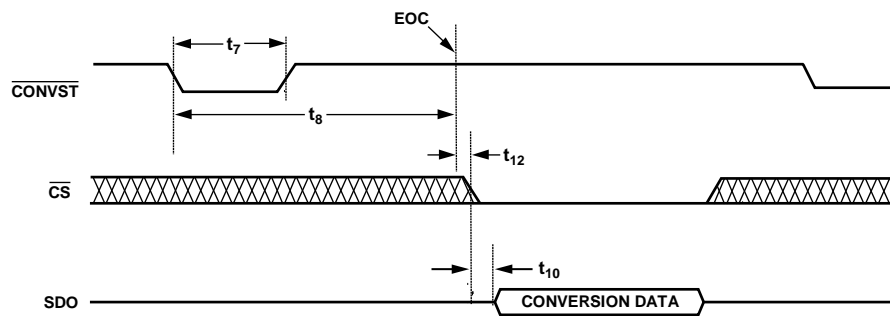 EOC
t7
CONVST
t8
t12
CS
t10
SDO
CONVERSION DATA